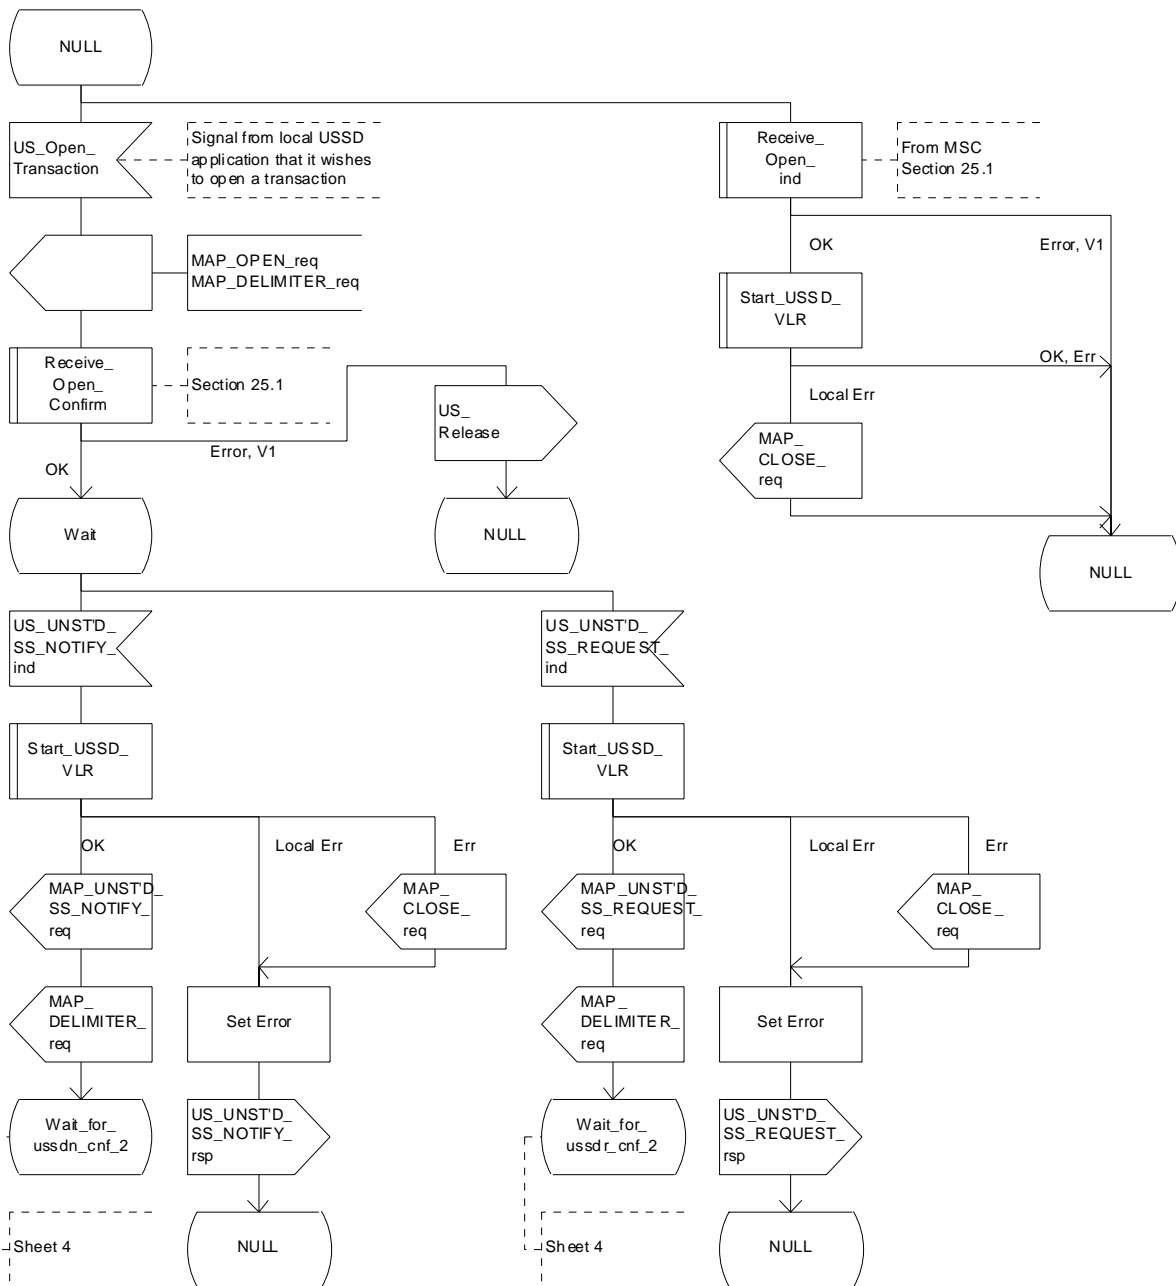 NULL
US_Open_
Transaction
Signal from local USSD
application that it wishes
to open a transaction
Receive_
Open_
ind
From MSC
Section 25.1
OK
Error, V1
MAP_OPEN_req
MAP_DELIMITER_req
Start_USSD_
VLR
Receive_
Open_
Confirm
Section 25.1
OK, Err
US_
Release
Local Err
MAP_
CLOSE_
req
Error, V1
OK
Wait
NULL
NULL
US_UNST'D_
SS_NOTIFY_
ind
US_UNST'D_
SS_REQUEST_
ind
Start_USSD_
VLR
Start_USSD_
VLR
OK
Local Err
Err
OK
Local Err
Err
MAP_UNST'D_
SS_NOTIFY_
req
MAP_
CLOSE_
req
MAP_UNST'D_
SS_REQUEST_
req
MAP_
CLOSE_
req
MAP_
DELIMITER_
req
Set Error
MAP_
DELIMITER_
req
Set Error
Wait_for_
ussdn_cnf_2
US_UNST'D_
SS_NOTIFY_
rsp
Wait_for_
ussdr_cnf_2
US_UNST'D_
SS_REQUEST_
rsp
Sheet 4
NULL
Sheet 4
NULL